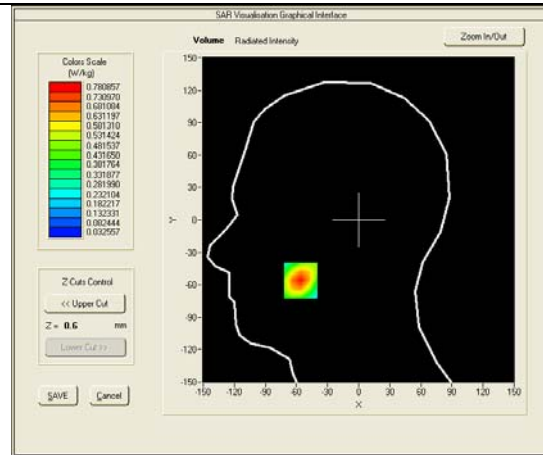 SAR Visualisation Graphical Interface
Volume Radiated Intensity
Zoom In/Out
Colors Scale
(W/kg)
0.780857
0.730970
0.681084
0.631197
0.581310
0.531424
0.481537
0.431650
0.381764
0.331877
0.281990
0.232104
0.182217
0.132331
0.082444
0.032557
Z Cuts Control
<< Upper Cut
Z = 0.6 mm
Lower Cut >>
SAVE Cancel
150
120
90
60
30
0
-30
-60
-90
-120
-150
Y
-150 -120 -90 -60 -30 0 30 60 90 120 150
X